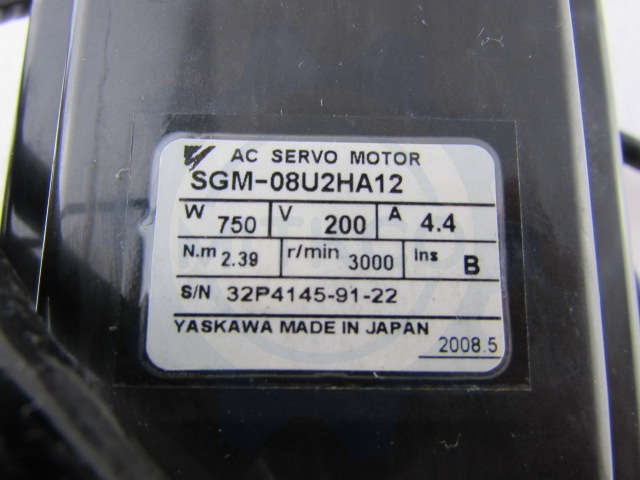 AC SERVO MOTOR
SGM-08U2HA12
W 750 V 200 A 4.4
N.m 2.39 r/min 3000 Ins B
S/N 32P4145-91-22
YASKAWA MADE IN JAPAN
2008.5